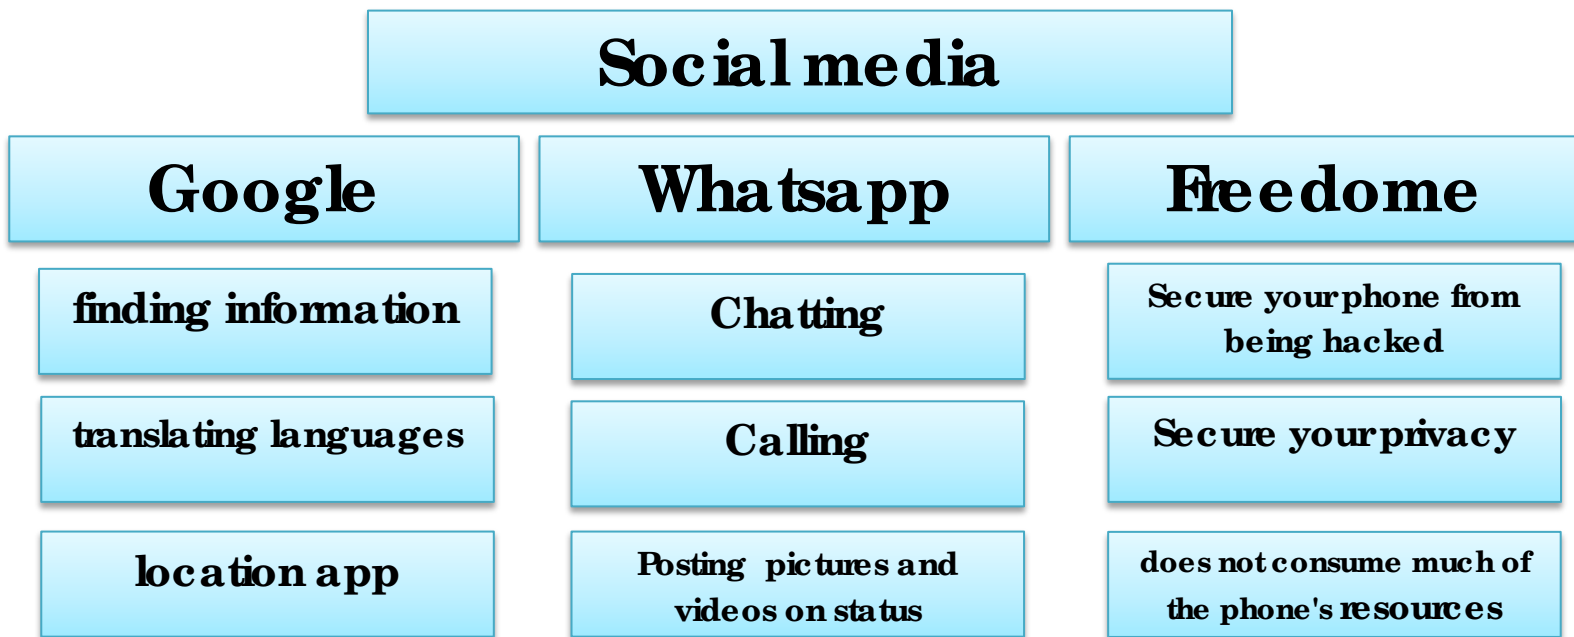 Social media
Google
Whatsapp
Freedome
finding information
Chatting
Secure your phone from
being hacked
translating languages
Calling
Secure your privacy
location app
Posting pictures and
videos on status
does not consume much of
the phone's resources